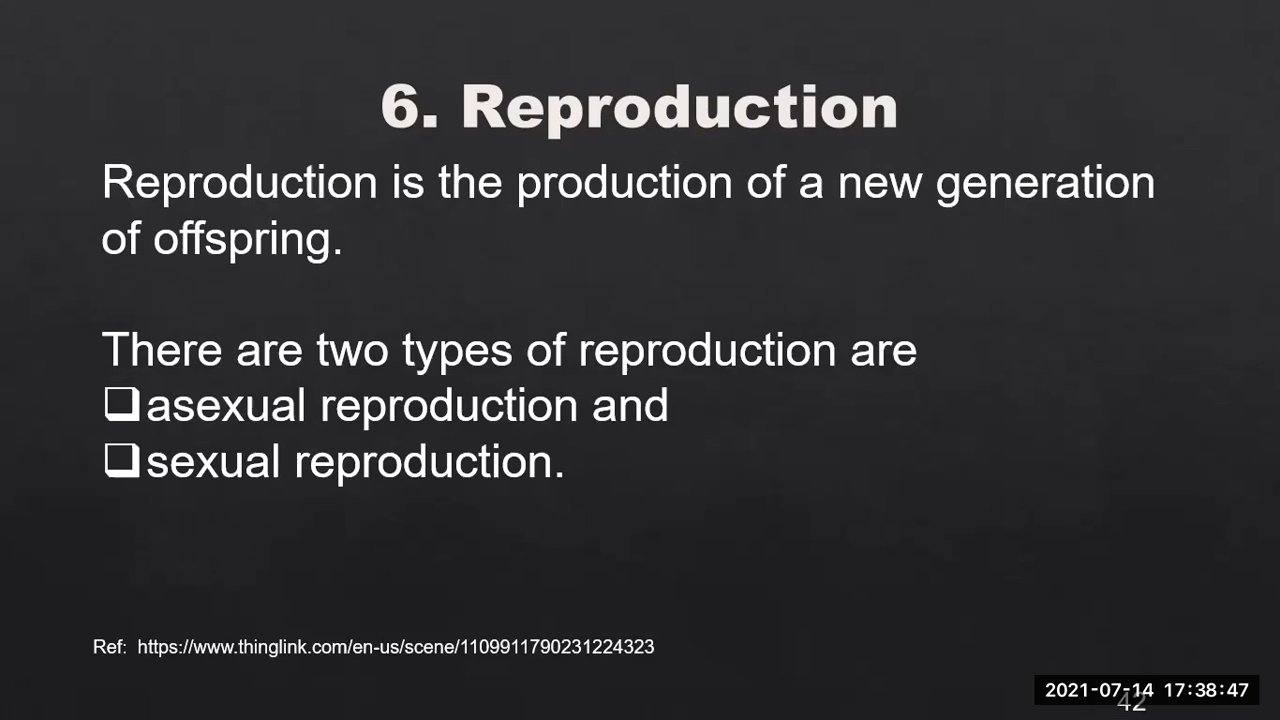 6. Reproduction
Reproduction is the production of a new generation
of offspring.
There are two types of reproduction are
❑asexual reproduction and
❑sexual reproduction.
Ref: https://www.thinglink.com/en-us/scene/1109911790231224323
2021-07-14 17:38:47
42